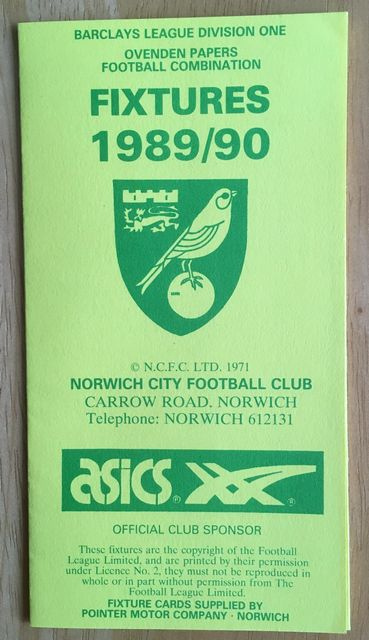 BARCLAYS LEAGUE DIVISION ONE
OVENDEN PAPERS
FOOTBALL COMBINATION
FIXTURES
1989/90
© N.C.F.C. LTD. 1971
NORWICH CITY FOOTBALL CLUB
CARROW ROAD, NORWICH
Telephone: NORWICH 612131
asics ®
®
OFFICIAL CLUB SPONSOR
These fixtures are the copyright of the Football
League Limited, and are printed by their permission
under Licence No. 2, they must not be reproduced in
whole or in part without permission from The
Football League Limited.
FIXTURE CARDS SUPPLIED BY
POINTER MOTOR COMPANY · NORWICH